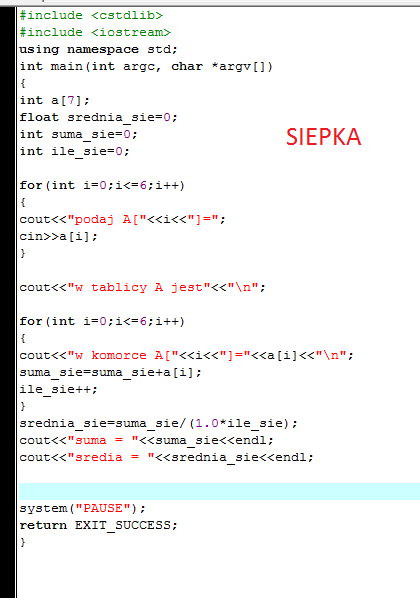 #include <cstdlib>
#include <iostream>
using namespace std;
int main(int argc, char *argv[])
{
int a[7];
float srednia_sie=0;
int suma_sie=0;
SIEPKA
int ile_sie=0;
for(int i=0;i<=6;i++)
{
cout<<"podaj A["<<i<<"]=";
cin>>a[i];
}
cout<<"w tablicy A jest"<<"\n";
for(int i=0;i<=6;i++)
{
cout<<"w komorce A["<<i<<"]="<<a[i]<<"\n";
suma_sie=suma_sie+a[i];
ile_sie++;
}
srednia_sie=suma_sie/(1.0*ile_sie);
cout<<"suma = "<<suma_sie<<endl;
cout<<"sredia = "<<srednia_sie<<endl;
system("PAUSE");
return EXIT_SUCCESS;
}